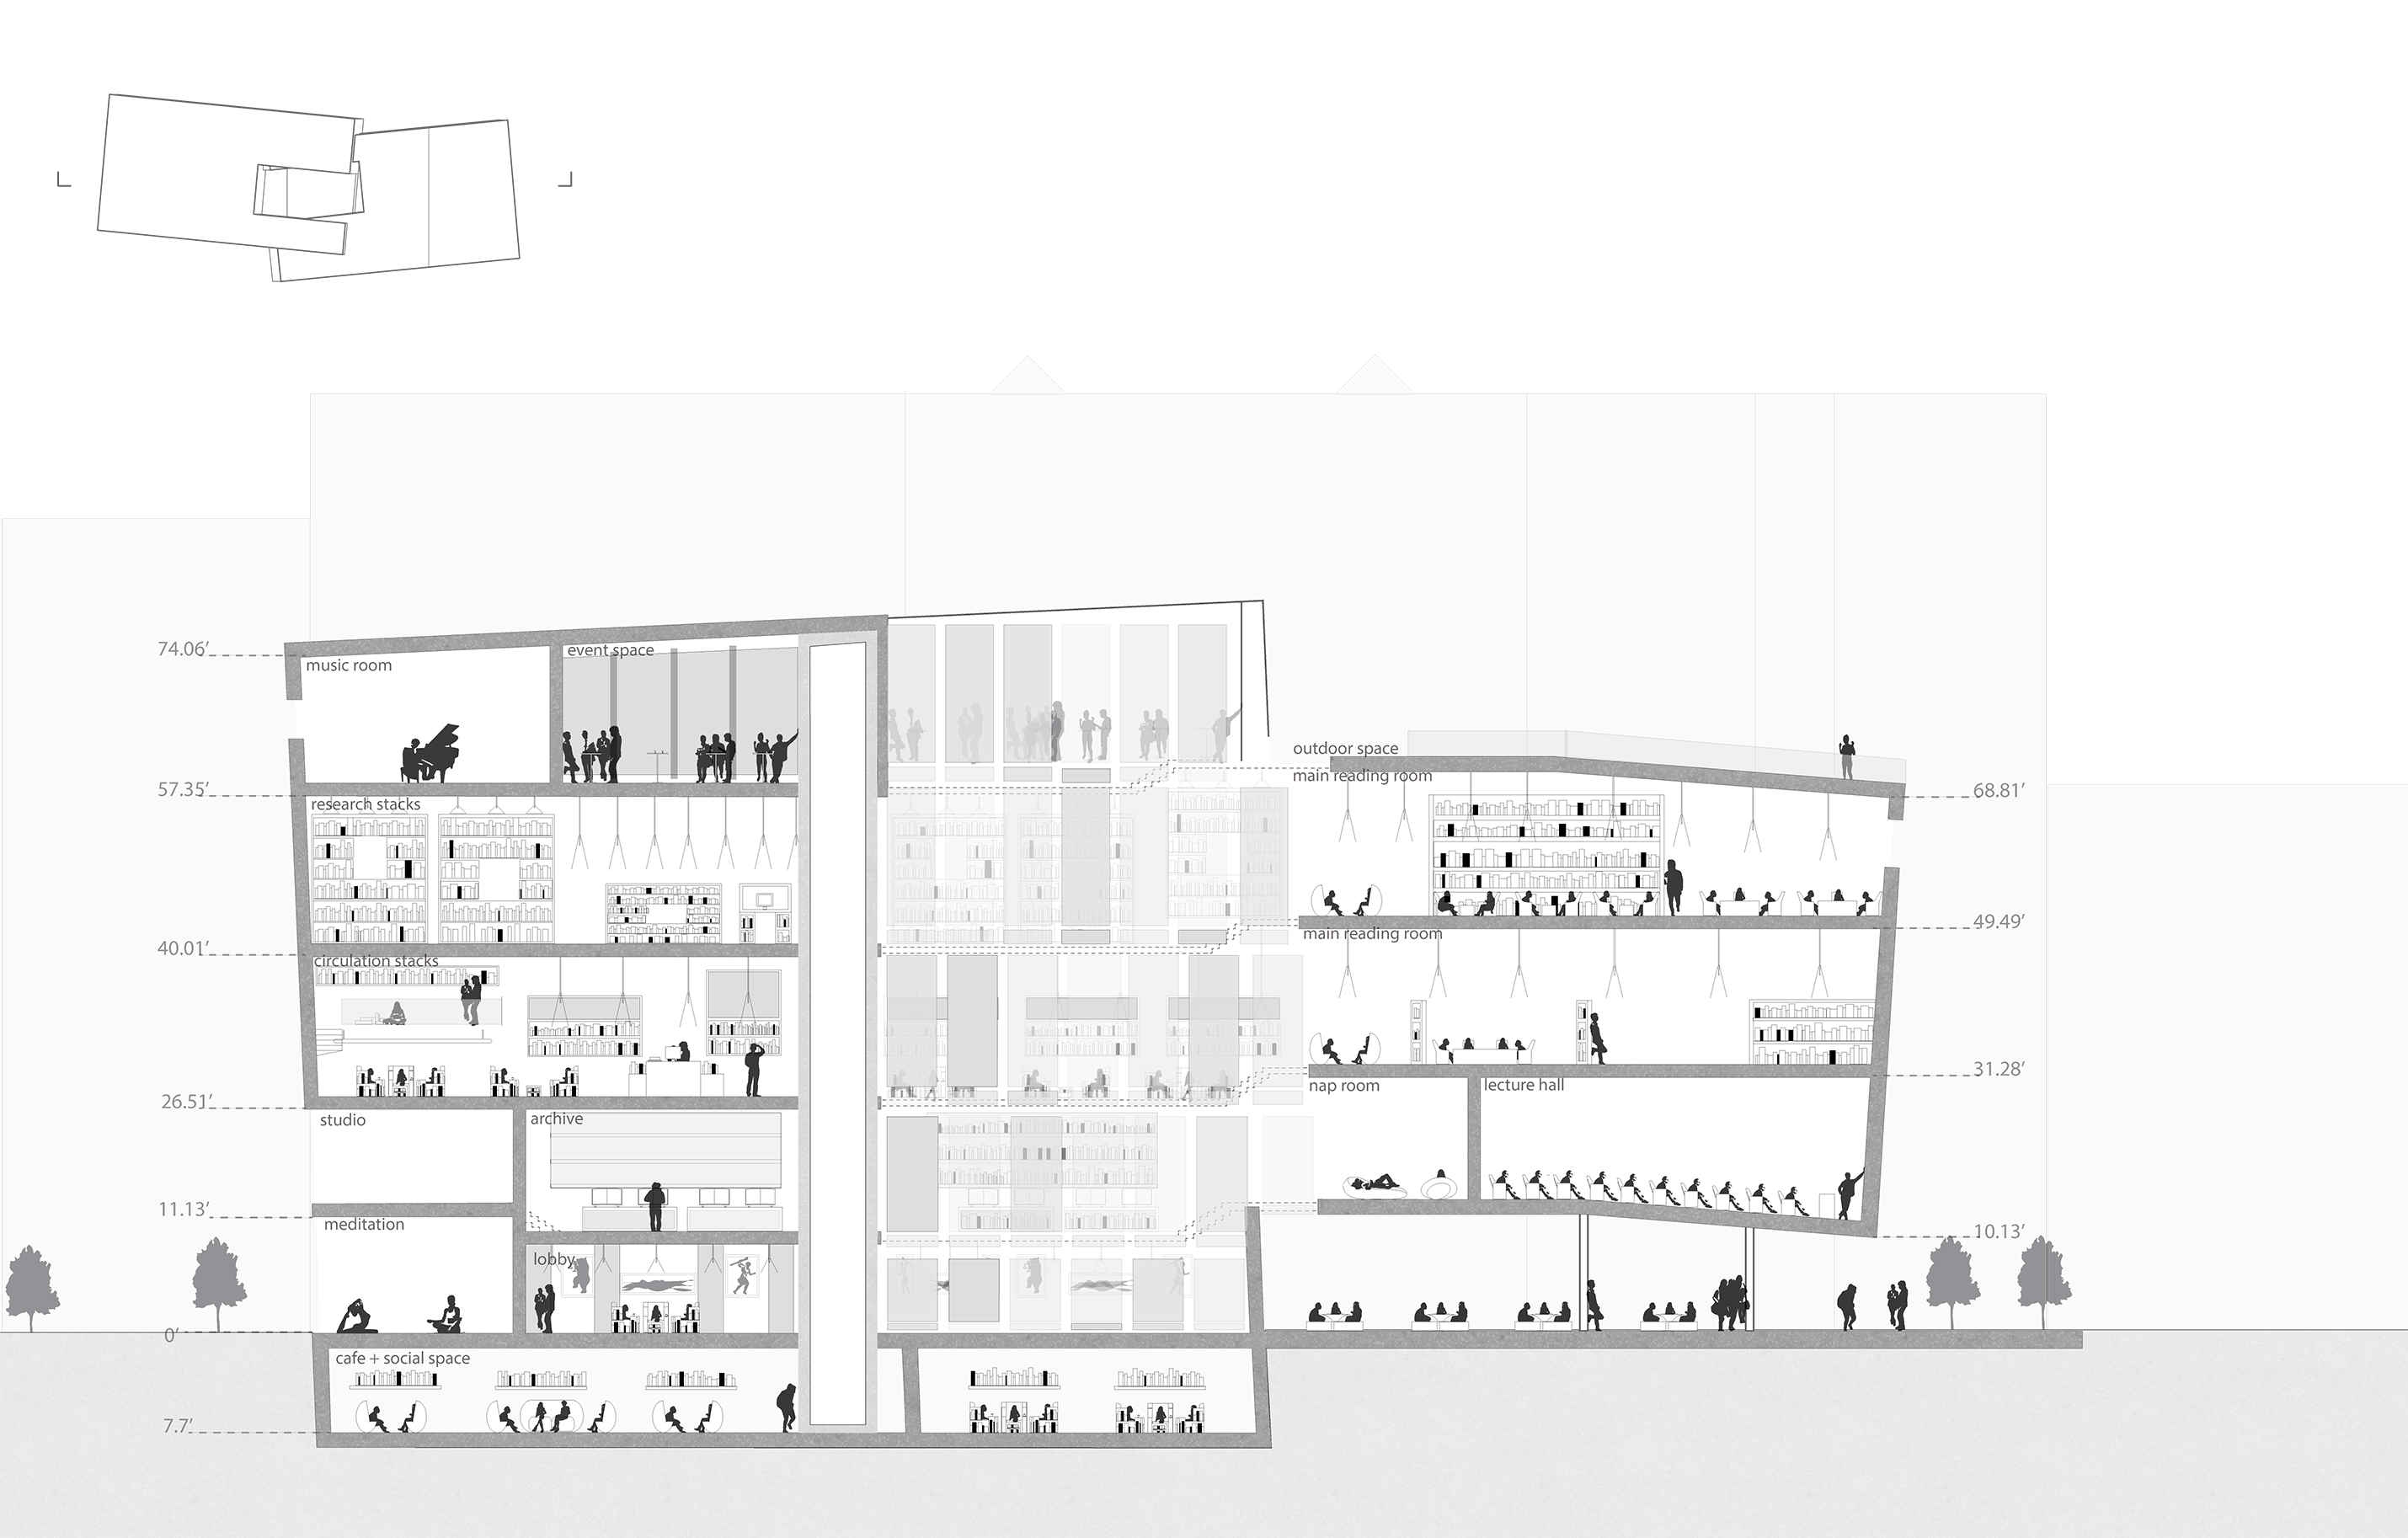 74.06'
music room
event space
outdoor space
main reading room
57.35'
68.81'
research stacks
49.49'
main reading room
40.01'
circulation stacks
31.28'
nap room
lecture hall
26.51'
studio
archive
11.13'
meditation
10.13'
lobby
0'
cafe + social space
7.7'